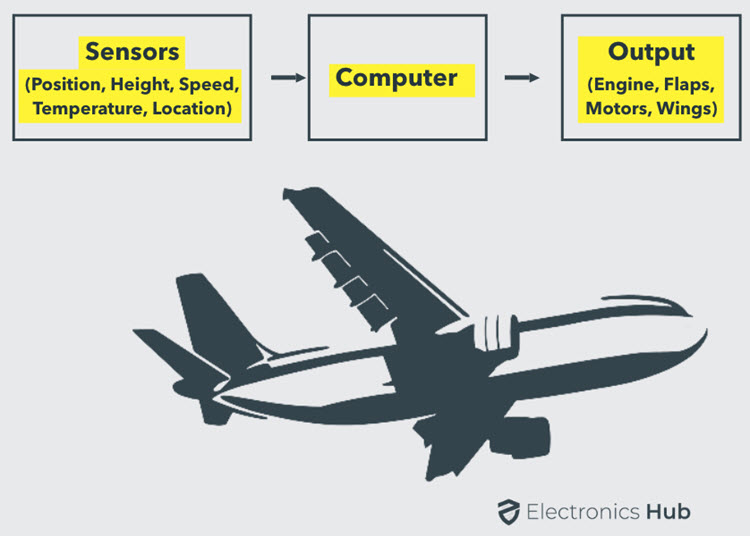 Sensors
(Position, Height, Speed,
Temperature, Location)
Computer
Output
(Engine, Flaps,
Motors, Wings)
Electronics Hub